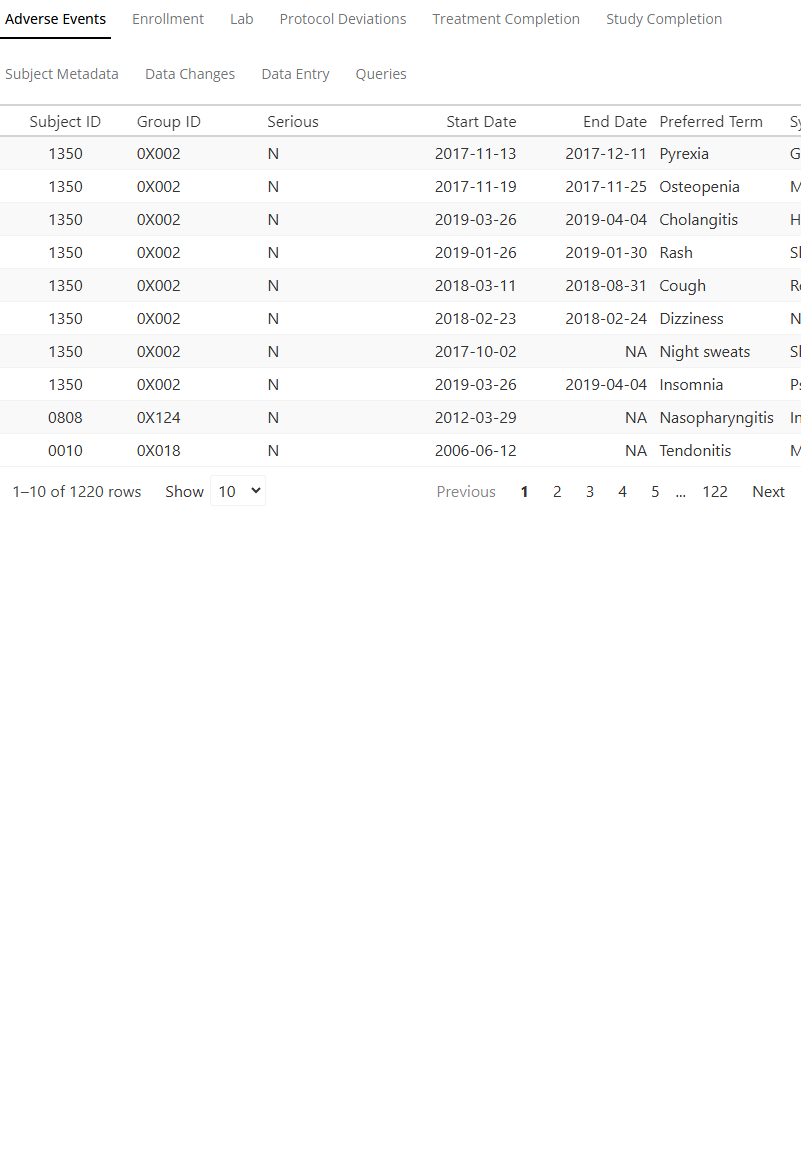 Adverse Events Enrollment Lab Protocol Deviations Treatment Completion Study Completion
Subject Metadata Data Changes Data Entry Queries
Subject ID Group ID Serious Start Date End Date Preferred Term Sy
1350 0X002 N 2017-11-13 2017-12-11 Pyrexia G
1350 0X002 N 2017-11-19 2017-11-25 Osteopenia M
1350 0X002 N 2019-03-26 2019-04-04 Cholangitis H
1350 0X002 N 2019-01-26 2019-01-30 Rash Sk
1350 0X002 N 2018-03-11 2018-08-31 Cough Re
1350 0X002 N 2018-02-23 2018-02-24 Dizziness N
1350 0X002 N 2017-10-02 NA Night sweats Sk
1350 0X002 N 2019-03-26 2019-04-04 Insomnia Ps
0808 0X124 N 2012-03-29 NA Nasopharyngitis In
0010 0X018 N 2006-06-12 NA Tendonitis M
1–10 of 1220 rows Show 10 Previous 1 2 3 4 5 ... 122 Next